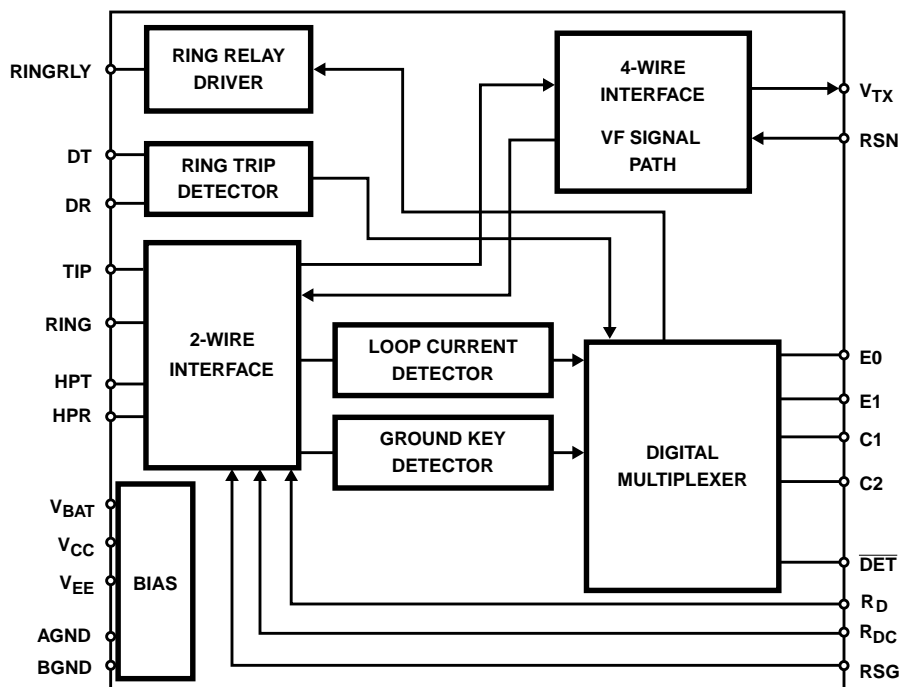 RINGRLY
RING RELAY
DRIVER
4-WIRE
INTERFACE
VF SIGNAL
PATH
VTX
RSN
DT
DR
RING TRIP
DETECTOR
TIP
RING
HPT
HPR
2-WIRE
INTERFACE
LOOP CURRENT
DETECTOR
GROUND KEY
DETECTOR
DIGITAL
MULTIPLEXER
E0
E1
C1
C2
DET
RD
RDC
RSG
VBAT
VCC
VEE
AGND
BGND
BIAS